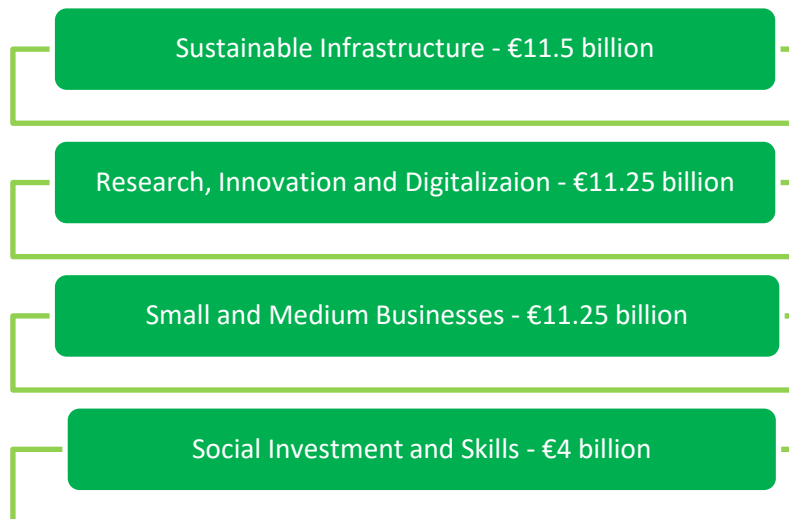 Sustainable Infrastructure - €11.5 billion
Research, Innovation and Digitalizaion - €11.25 billion
Small and Medium Businesses - €11.25 billion
Social Investment and Skills - €4 billion